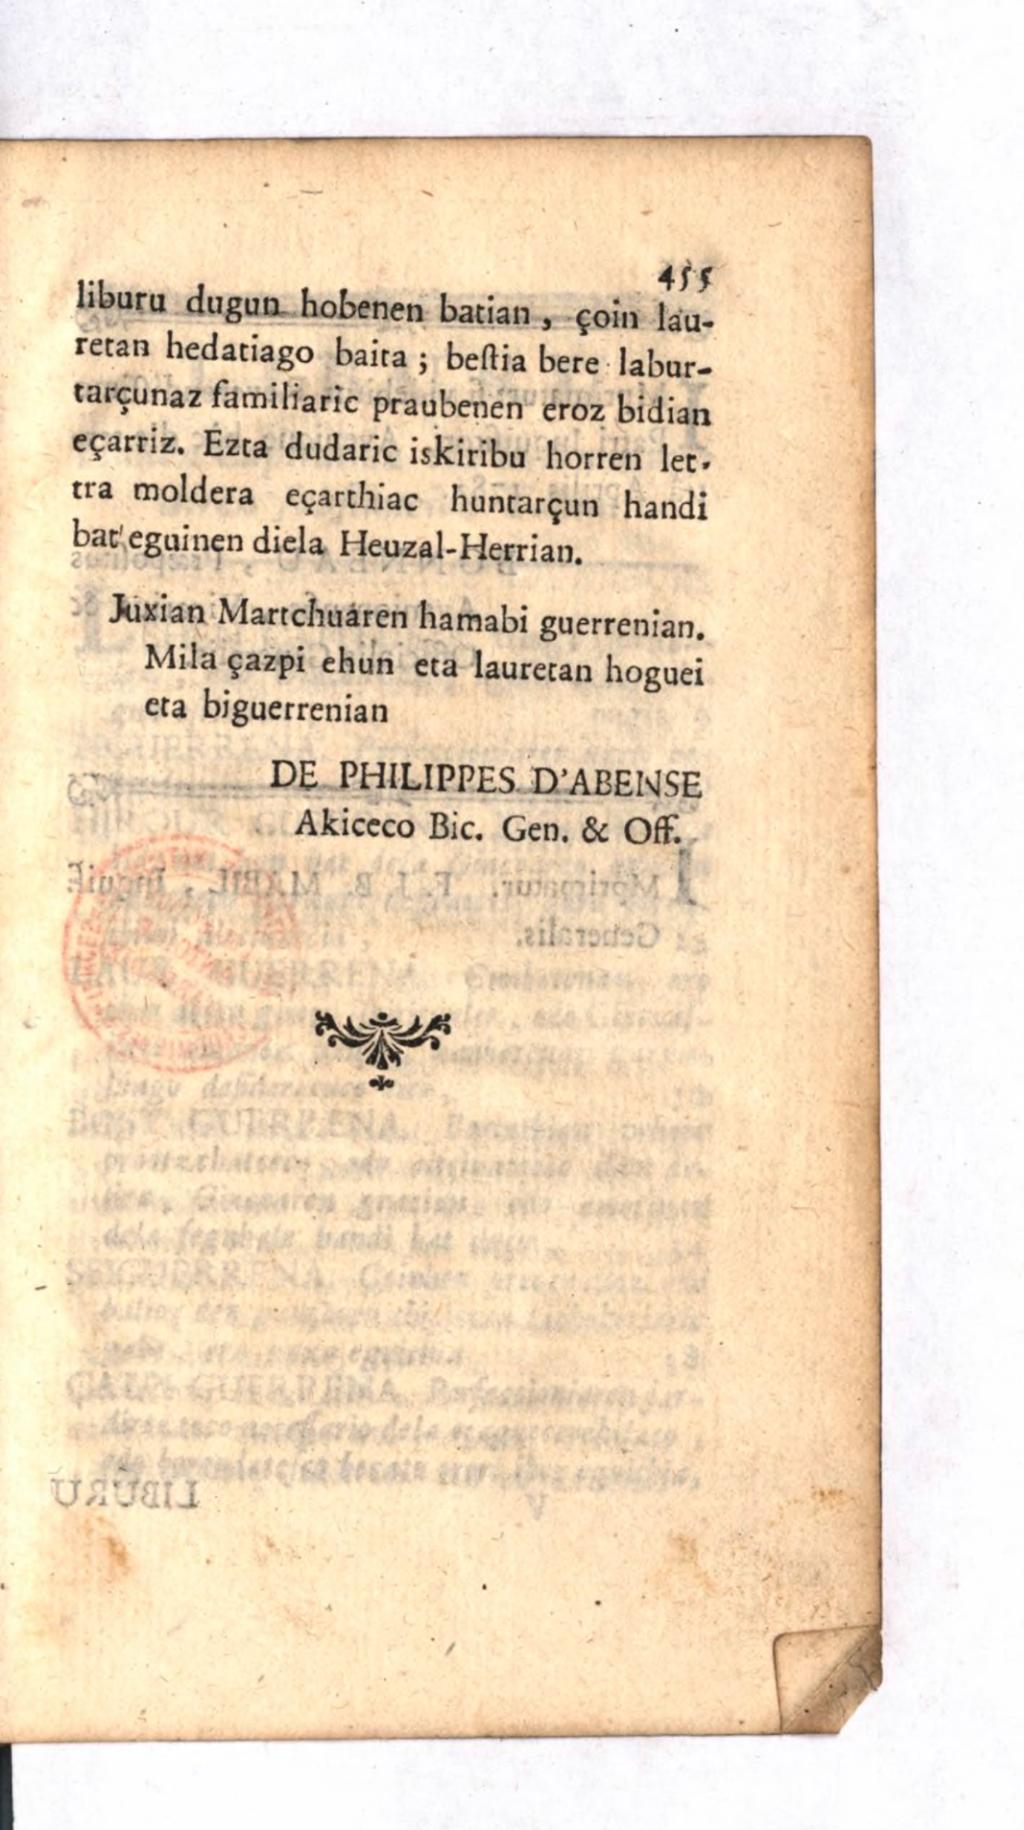 455
liburu dugun hobenen batian, çoin lau-
retan hedatiago baita; beſtia bere labur-
tarçunaz familiaric praubenen eroz bidian
eçarriz. Ezta dudaric iskiribu horren let-
tra moldera eçarthiac huntarçun handi
bat eguinen diela Heuzal-Herrian.
Juxian Martchuaren hamabi guerrenian.
Mila çazpi ehun eta lauretan hoguei
eta biguerrenian
DE PHILIPPES D'ABENSE
Akiceco Bic. Gen. & Off.